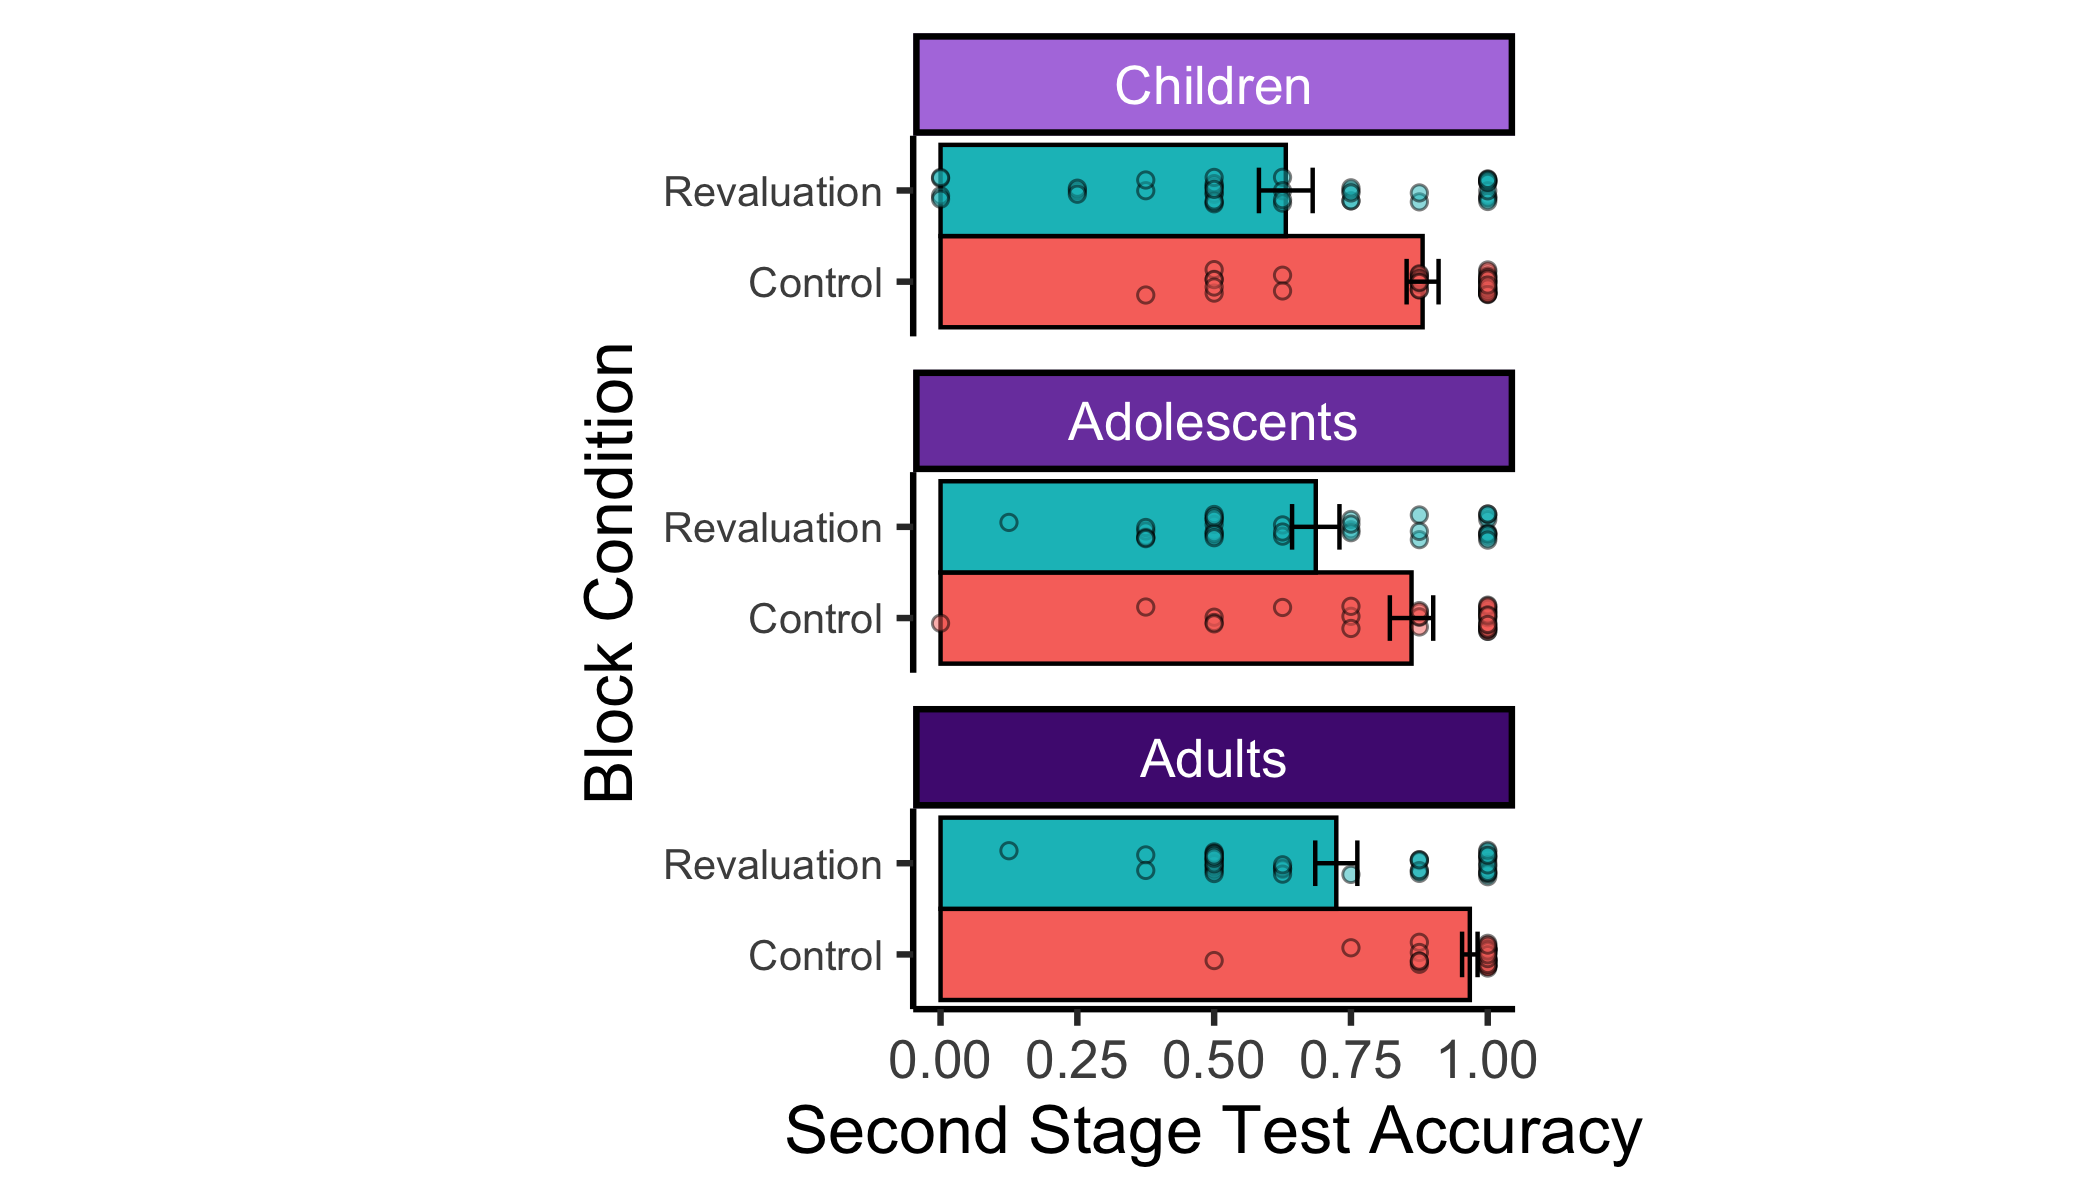 Children
Revaluation
Control
Adolescents
Revaluation
Control
Adults
Revaluation
Control
0.00 0.25 0.50 0.75 1.00
Second Stage Test Accuracy
Block Condition